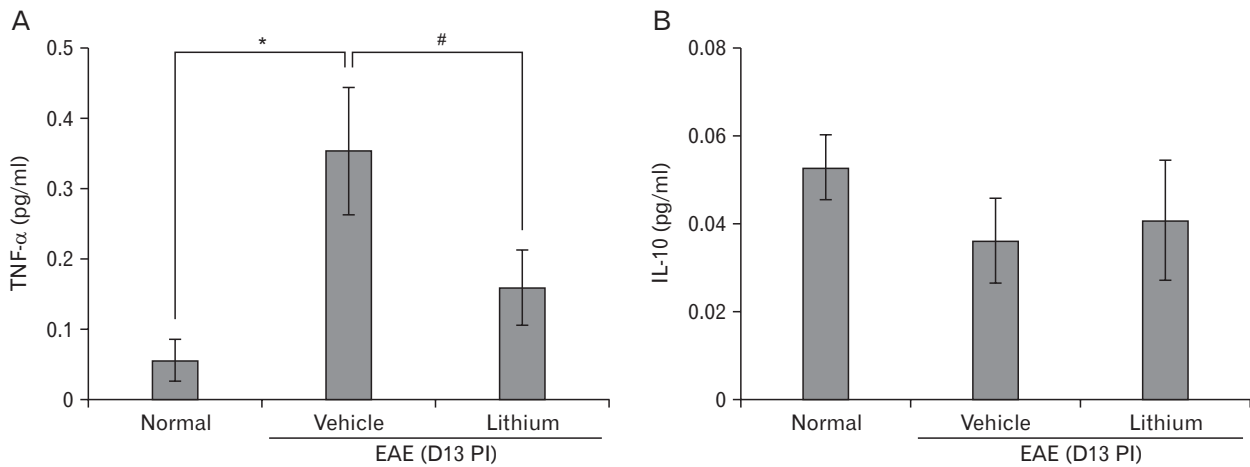 A
TNF-α (pg/ml)
0.5
0.4
0.3
0.2
0.1
0
*
#
Normal
Vehicle
Lithium
EAE (D13 PI)
B
IL-10 (pg/ml)
0.08
0.06
0.04
0.02
0
Normal
Vehicle
Lithium
EAE (D13 PI)